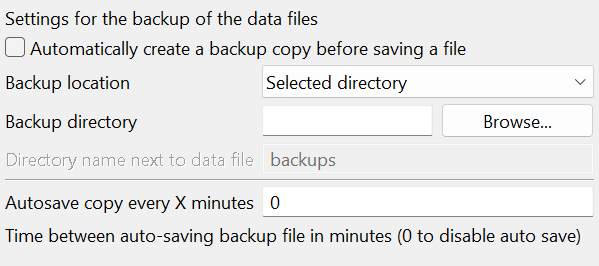 Settings for the backup of the data files
Automatically create a backup copy before saving a file
Backup location Selected directory
Backup directory Browse...
Directory name next to data file backups
Autosave copy every X minutes 0
Time between auto-saving backup file in minutes (0 to disable auto save)